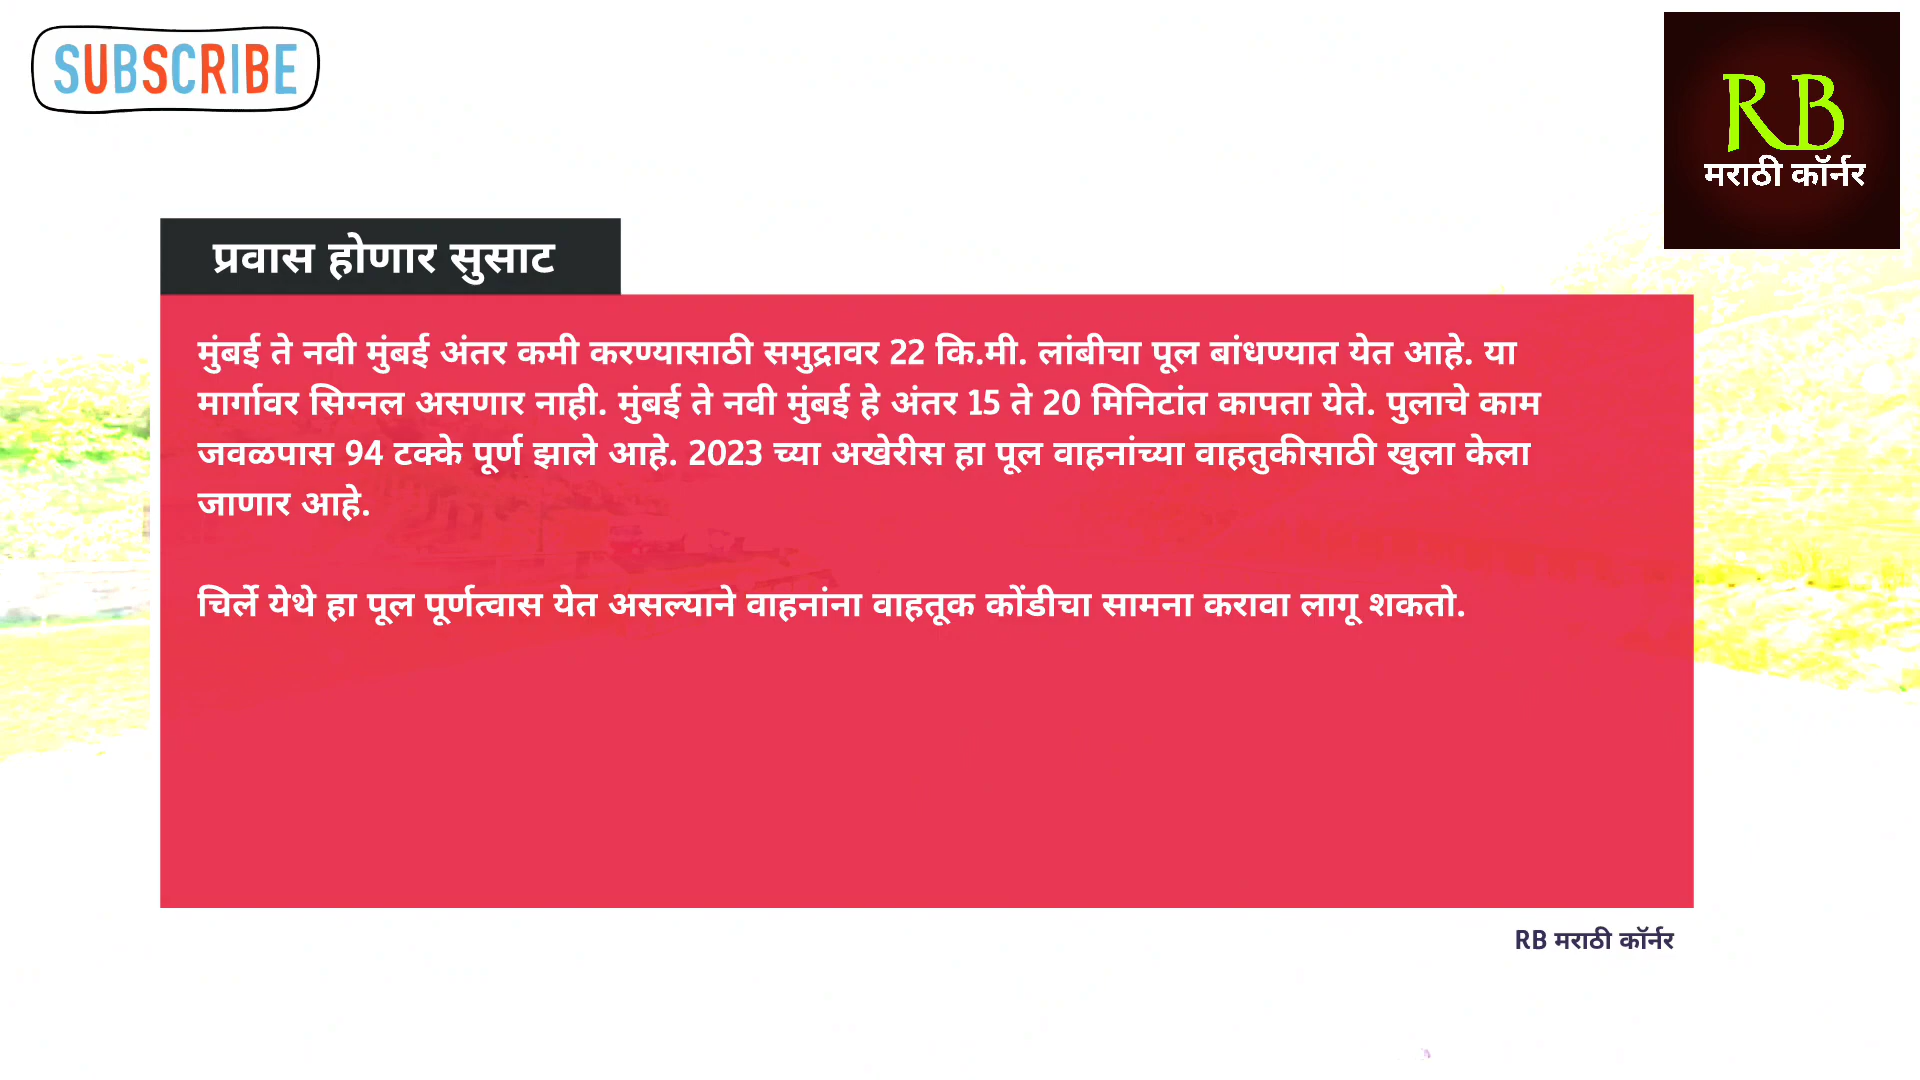 SUBSCRIBE
RB
मराठी कॉर्नर
प्रवास होणार सुसाट
मुंबई ते नवी मुंबई अंतर कमी करण्यासाठी समुद्रावर 22 कि.मी. लांबीचा पूल बांधण्यात येत आहे. या
मार्गावर सिग्नल असणार नाही. मुंबई ते नवी मुंबई हे अंतर 15 ते 20 मिनिटांत कापता येते. पुलाचे काम
जवळपास 94 टक्के पूर्ण झाले आहे. 2023 च्या अखेरीस हा पूल वाहनांच्या वाहतुकीसाठी खुला केला
जाणार आहे.
चिर्ले येथे हा पूल पूर्णत्वास येत असल्याने वाहनांना वाहतूक कोंडीचा सामना करावा लागू शकतो.
RB मराठी कॉर्नर